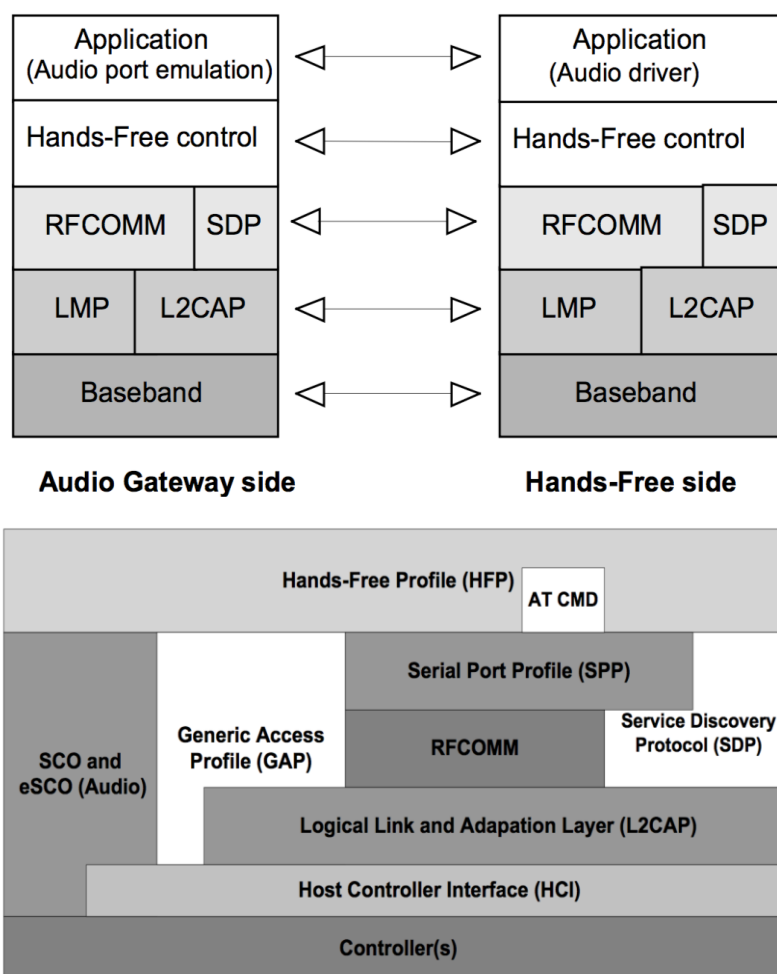 Application
(Audio port emulation)
Application
(Audio driver)
Hands-Free control
Hands-Free control
RFCOMM
SDP
RFCOMM
SDP
LMP
L2CAP
LMP
L2CAP
Baseband
Baseband
Audio Gateway side
Hands-Free side
Hands-Free Profile (HFP)
AT CMD
Serial Port Profile (SPP)
SCO and
eSCO (Audio)
Generic Access
Profile (GAP)
RFCOMM
Service Discovery
Protocol (SDP)
Logical Link and Adapation Layer (L2CAP)
Host Controller Interface (HCI)
Controller(s)